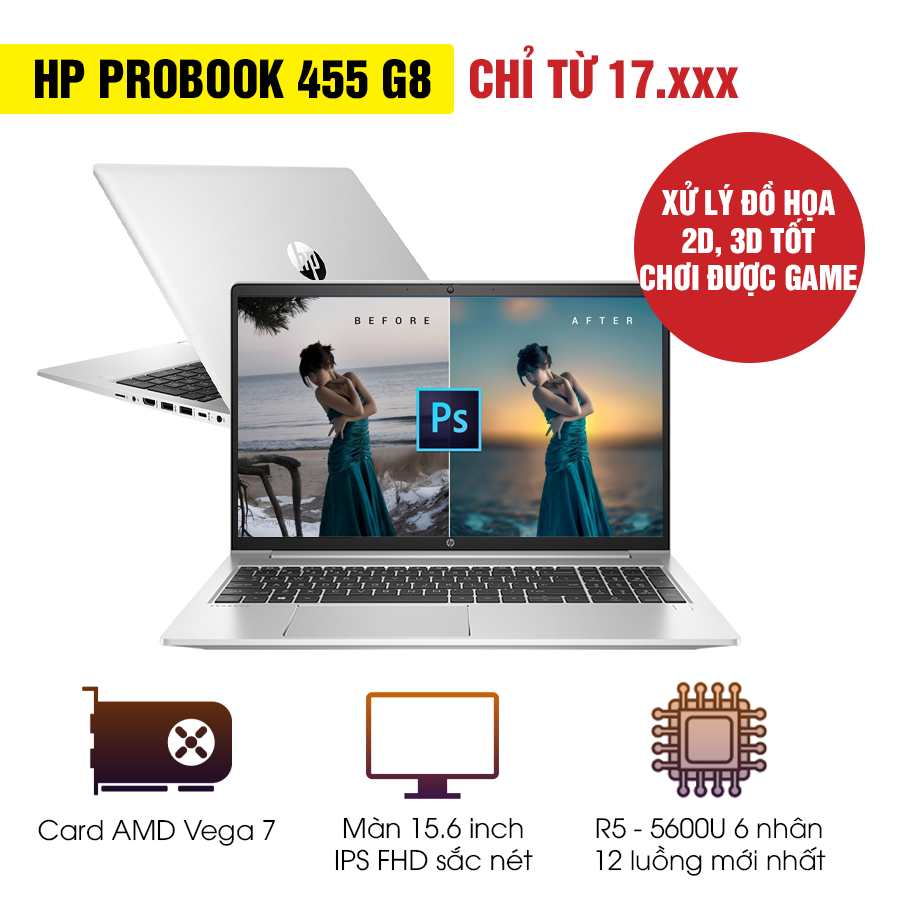 HP PROBOOK 455 G8
CHỈ TỪ 17.xxx
XỬ LÝ ĐỒ HỌA
2D, 3D TỐT
CHƠI ĐƯỢC GAME
hp
BEFORE
AFTER
Ps
hp
Card AMD Vega 7
Màn 15.6 inch
IPS FHD sắc nét
R5 - 5600U 6 nhân
12 luồng mới nhất